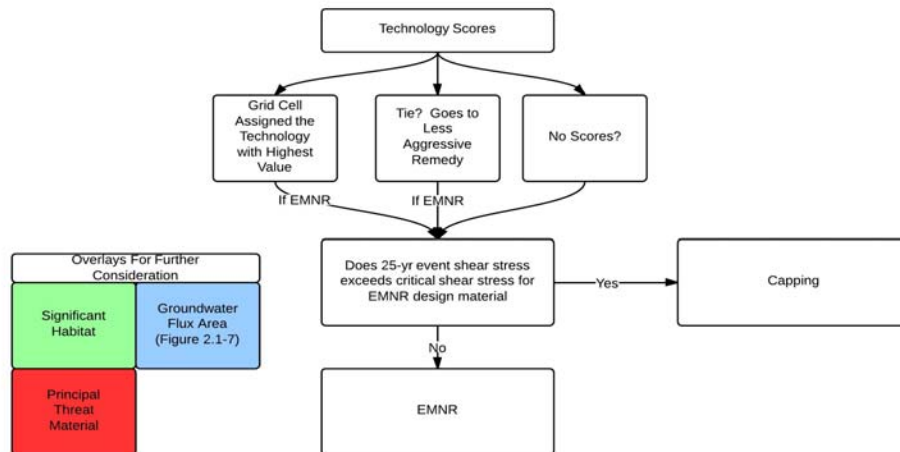 Technology Scores
Grid Cell
Assigned the
Technology
with Highest
Value
Tie? Goes to
Less
Aggressive
Remedy
No Scores?
If EMNR
If EMNR
Does 25-yr event shear stress
exceeds critical shear stress for
EMNR design material
Yes
Capping
No
EMNR
Overlays For Further
Consideration
Significant
Habitat
Groundwater
Flux Area
(Figure 2.1-7)
Principal
Threat
Material